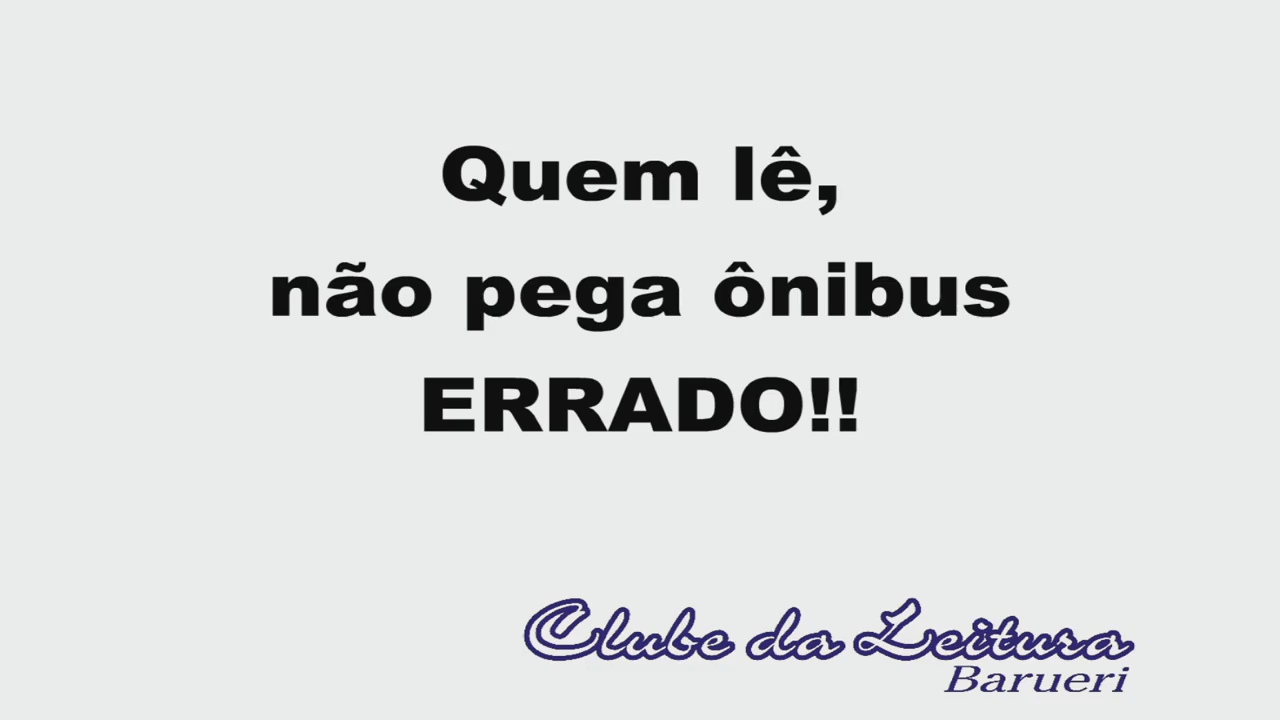 Quem lê,
não pega ônibus
ERRADO!!
Clube da Leitura
Barueri